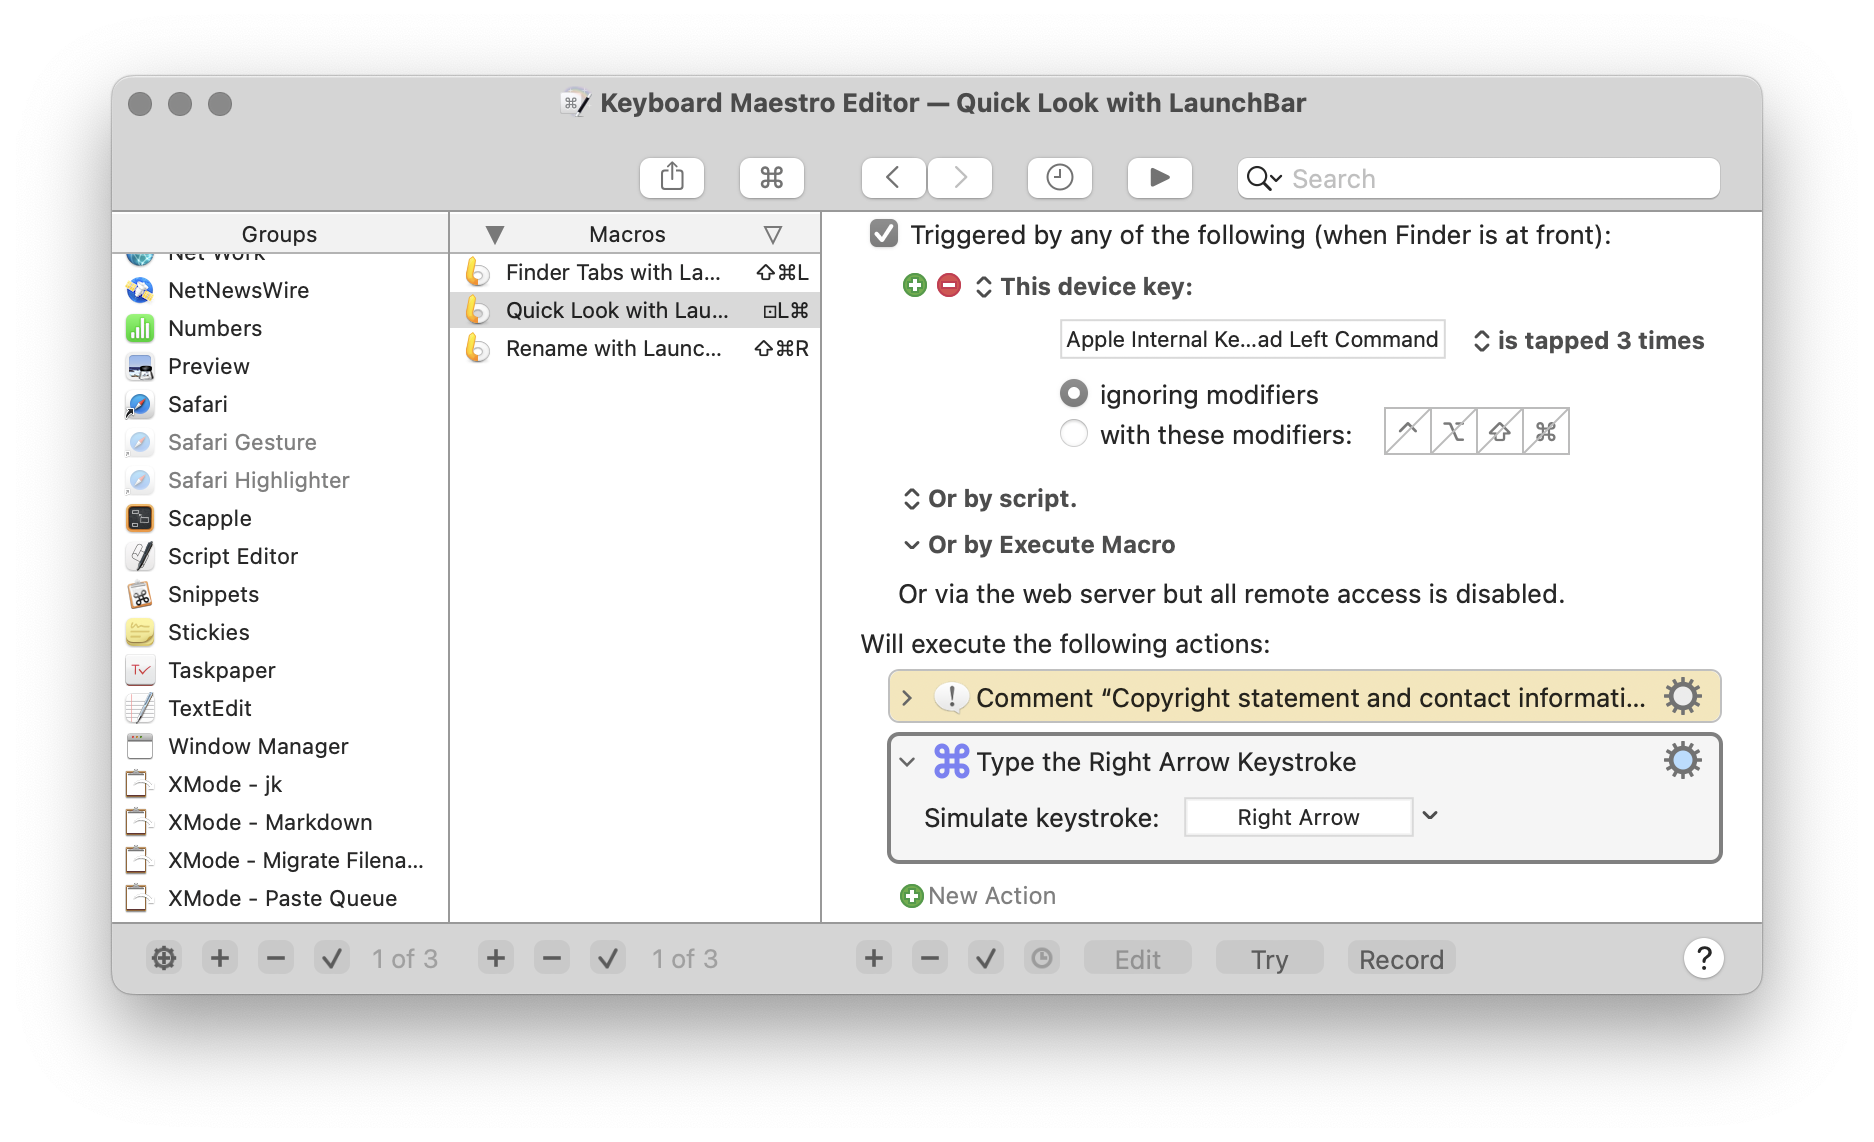 Keyboard Maestro Editor — Quick Look with LaunchBar
Search
Groups
Net Work
NetNewsWire
Numbers
Preview
Safari
Safari Gesture
Safari Highlighter
Scapple
Script Editor
Snippets
Stickies
Taskpaper
TextEdit
Window Manager
XMode - jk
XMode - Markdown
XMode - Migrate Filena...
XMode - Paste Queue
1 of 3
Macros
Finder Tabs with La... ⇧⌘L
Quick Look with Lau... ⊡L⌘
Rename with Launc... ⇧⌘R
1 of 3
Triggered by any of the following (when Finder is at front):
This device key:
Apple Internal Ke...ad Left Command
is tapped 3 times
ignoring modifiers
with these modifiers: ⌃ ⌥ ⇧ ⌘
Or by script.
Or by Execute Macro
Or via the web server but all remote access is disabled.
Will execute the following actions:
Comment “Copyright statement and contact informati...
Type the Right Arrow Keystroke
Simulate keystroke: Right Arrow
New Action
Edit
Try
Record
?